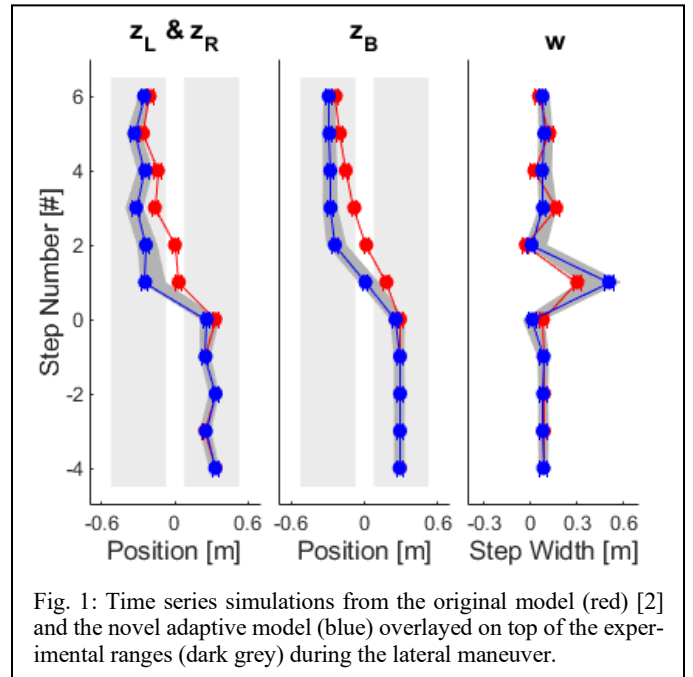 z_L & z_R
z_B
w
Step Number [#]
6
4
2
0
-2
-4
-0.6 0 0.6
-0.6 0 0.6
-0.3 0 0.3 0.6
Position [m]
Position [m]
Step Width [m]
Fig. 1: Time series simulations from the original model (red) [2]
and the novel adaptive model (blue) overlayed on top of the exper-
imental ranges (dark grey) during the lateral maneuver.